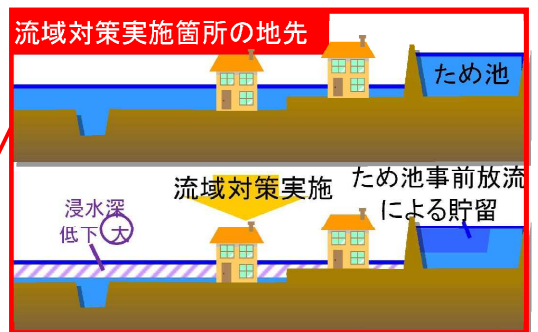 流域対策実施箇所の地先
ため池
流域対策実施
ため池事前放流
による貯留
浸水深
低下 大